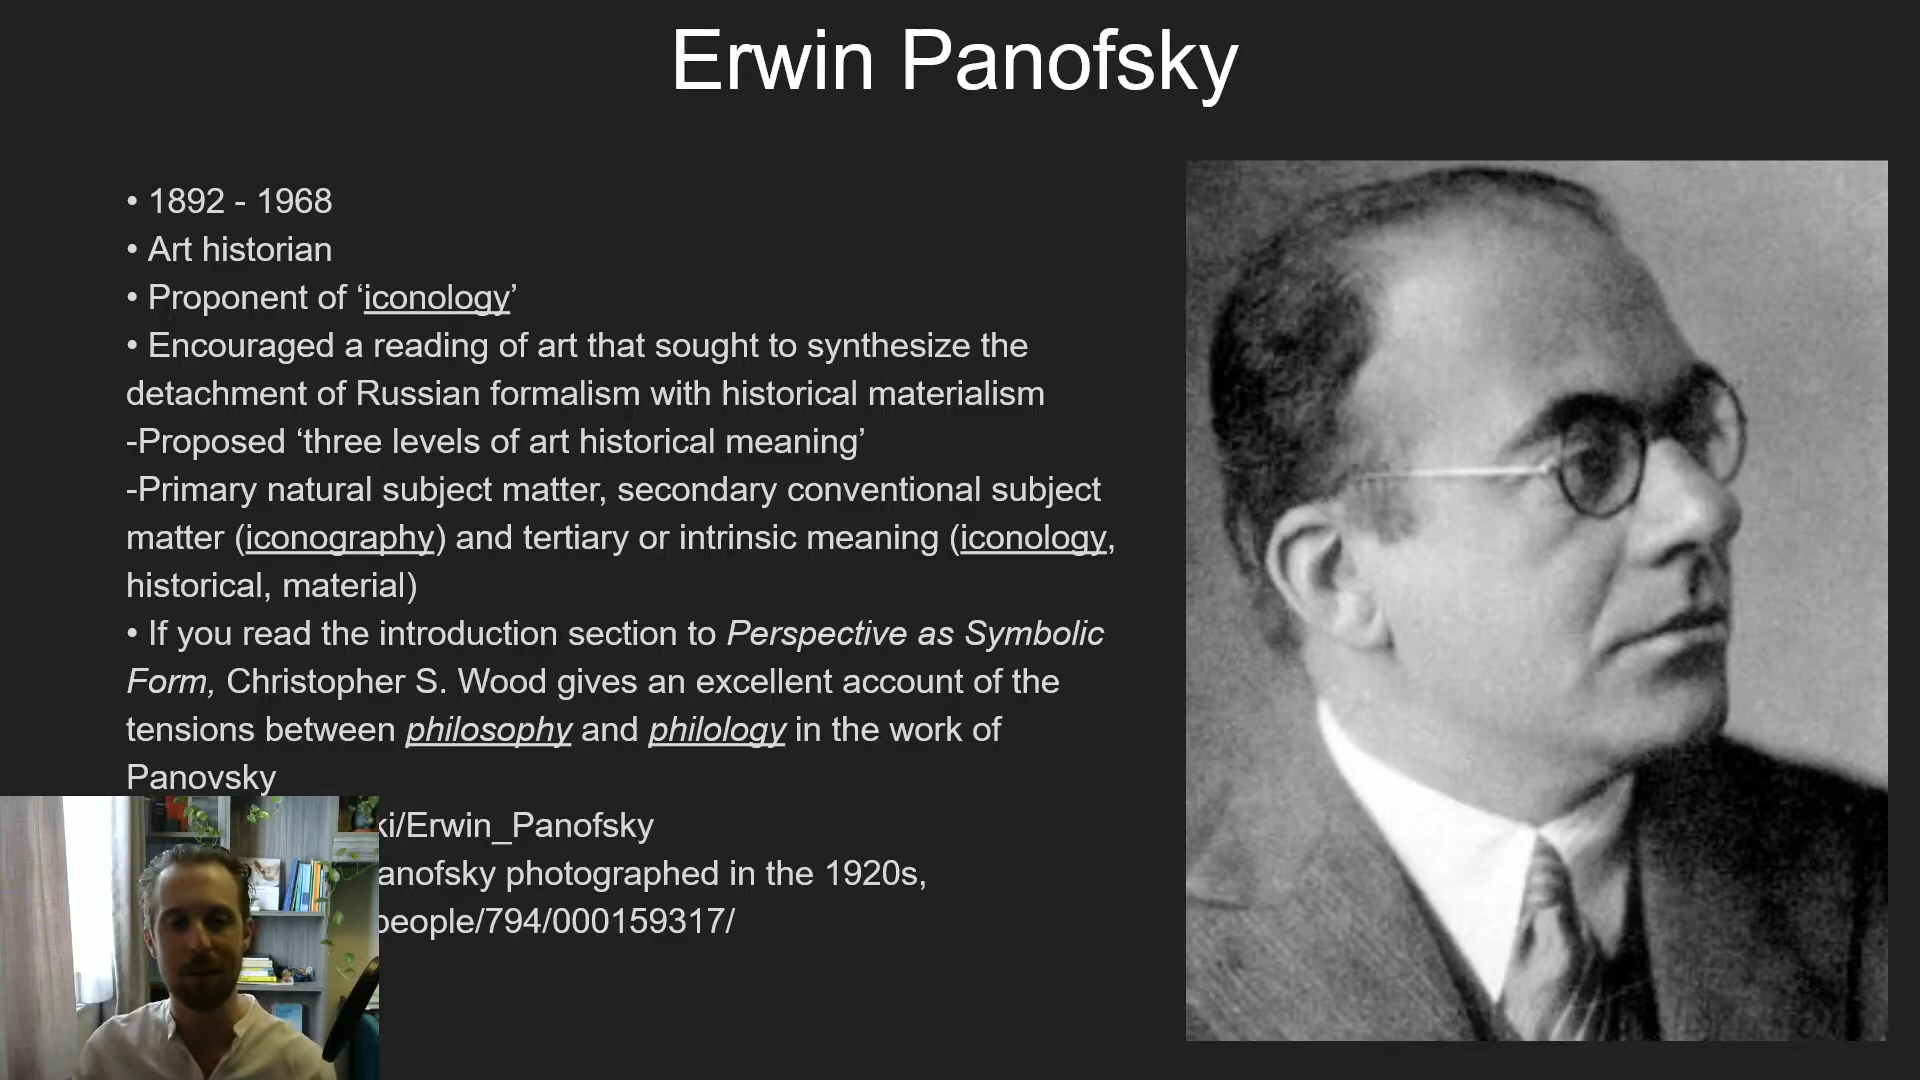 Erwin Panofsky
• 1892 - 1968
• Art historian
• Proponent of ‘iconology’
• Encouraged a reading of art that sought to synthesize the
detachment of Russian formalism with historical materialism
-Proposed ‘three levels of art historical meaning’
-Primary natural subject matter, secondary conventional subject
matter (iconography) and tertiary or intrinsic meaning (iconology,
historical, material)
• If you read the introduction section to Perspective as Symbolic
Form, Christopher S. Wood gives an excellent account of the
tensions between philosophy and philology in the work of
Panovsky
ki/Erwin_Panofsky
anofsky photographed in the 1920s,
people/794/000159317/